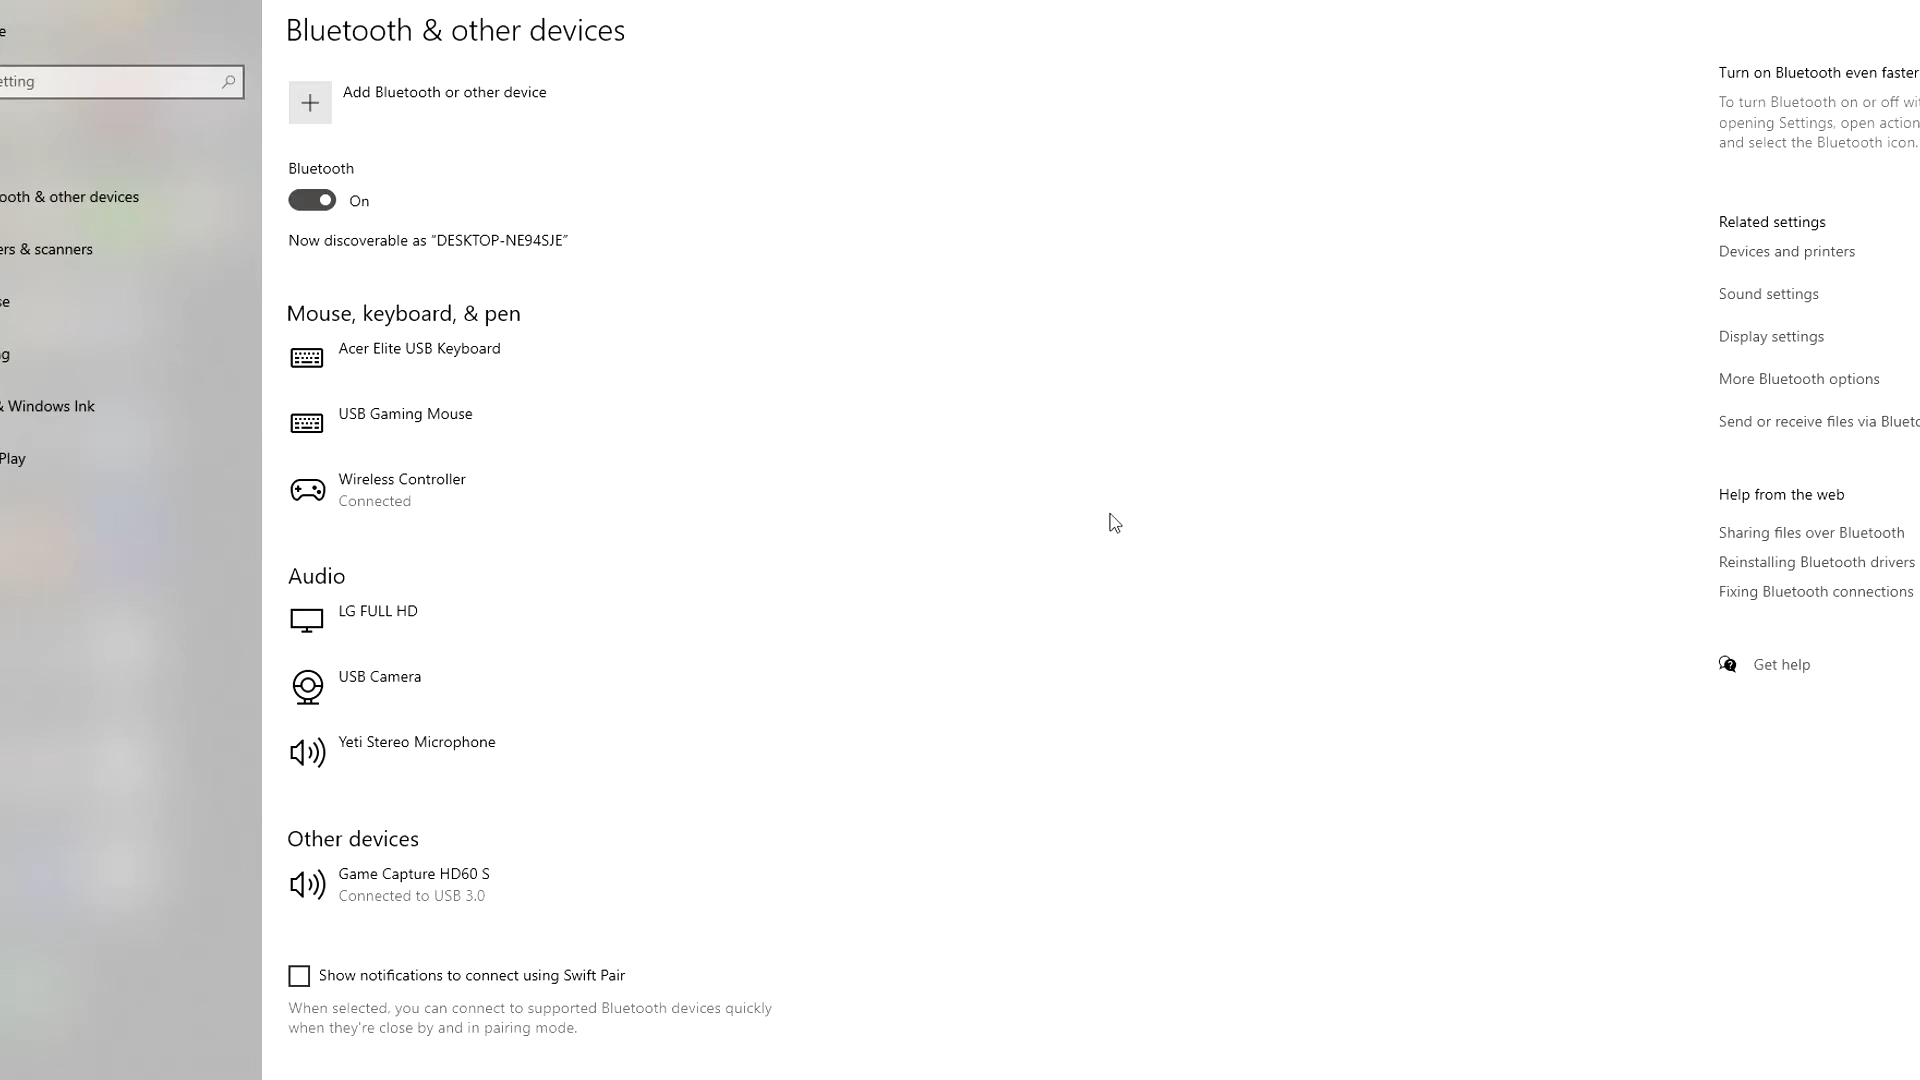 e
etting
ooth & other devices
ers & scanners
se
g
& Windows Ink
Play
Bluetooth & other devices
Add Bluetooth or other device
Bluetooth
On
Now discoverable as “DESKTOP-NE94SJE”
Mouse, keyboard, & pen
Acer Elite USB Keyboard
USB Gaming Mouse
Wireless Controller
Connected
Audio
LG FULL HD
USB Camera
Yeti Stereo Microphone
Other devices
Game Capture HD60 S
Connected to USB 3.0
Show notifications to connect using Swift Pair
When selected, you can connect to supported Bluetooth devices quickly
when they're close by and in pairing mode.
Turn on Bluetooth even faster
To turn Bluetooth on or off wit
opening Settings, open action
and select the Bluetooth icon.
Related settings
Devices and printers
Sound settings
Display settings
More Bluetooth options
Send or receive files via Blueto
Help from the web
Sharing files over Bluetooth
Reinstalling Bluetooth drivers
Fixing Bluetooth connections
Get help